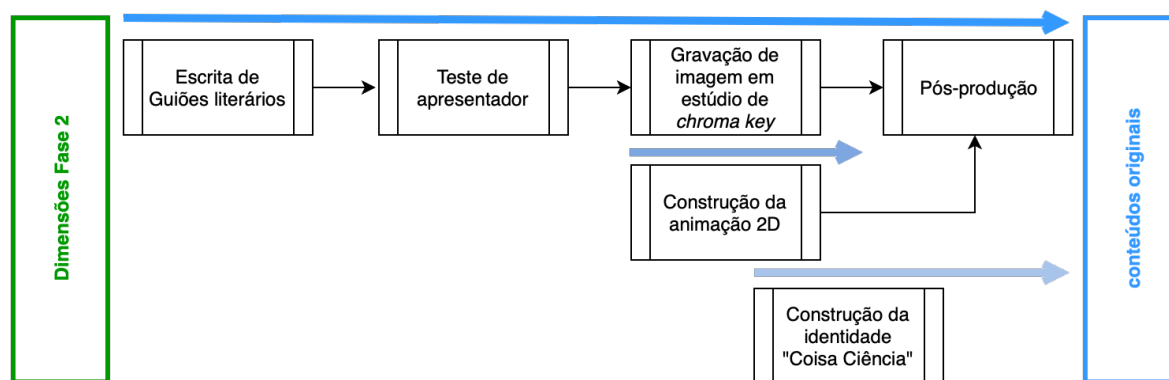 Dimensões Fase 2
Escrita de
Guiões literários
Teste de
apresentador
Gravação de
imagem em
estúdio de
chroma key
Pós-produção
Construção da
animação 2D
Construção da
identidade
"Coisa Ciência"
conteúdos originais